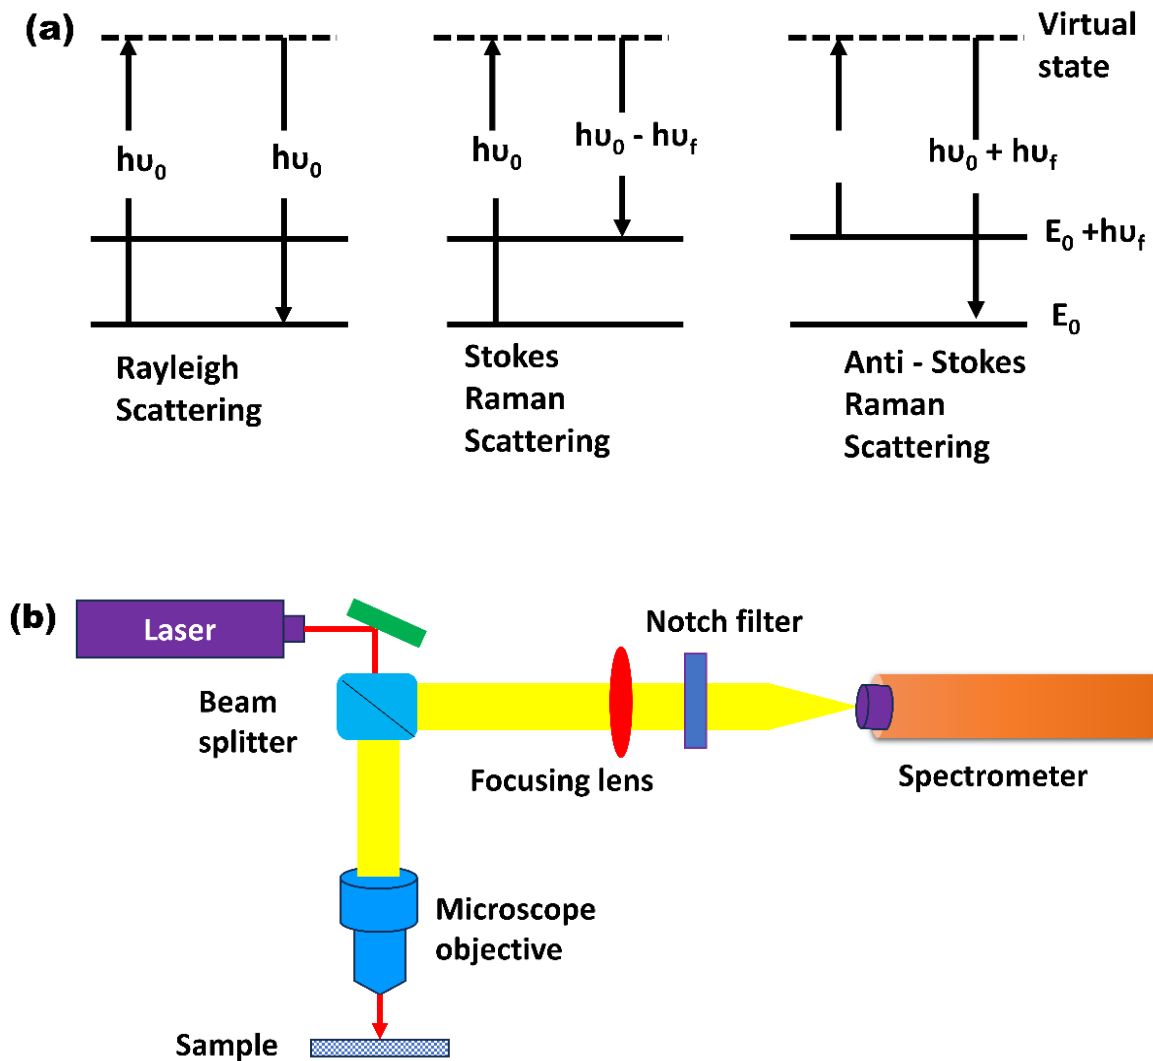 (a)
Virtual
state
hυ₀
hυ₀
hυ₀
hυ₀ - hυf
hυ₀ + hυf
E₀ +hυf
E₀
Rayleigh
Scattering
Stokes
Raman
Scattering
Anti - Stokes
Raman
Scattering
(b)
Laser
Beam
splitter
Notch filter
Focusing lens
Spectrometer
Microscope
objective
Sample